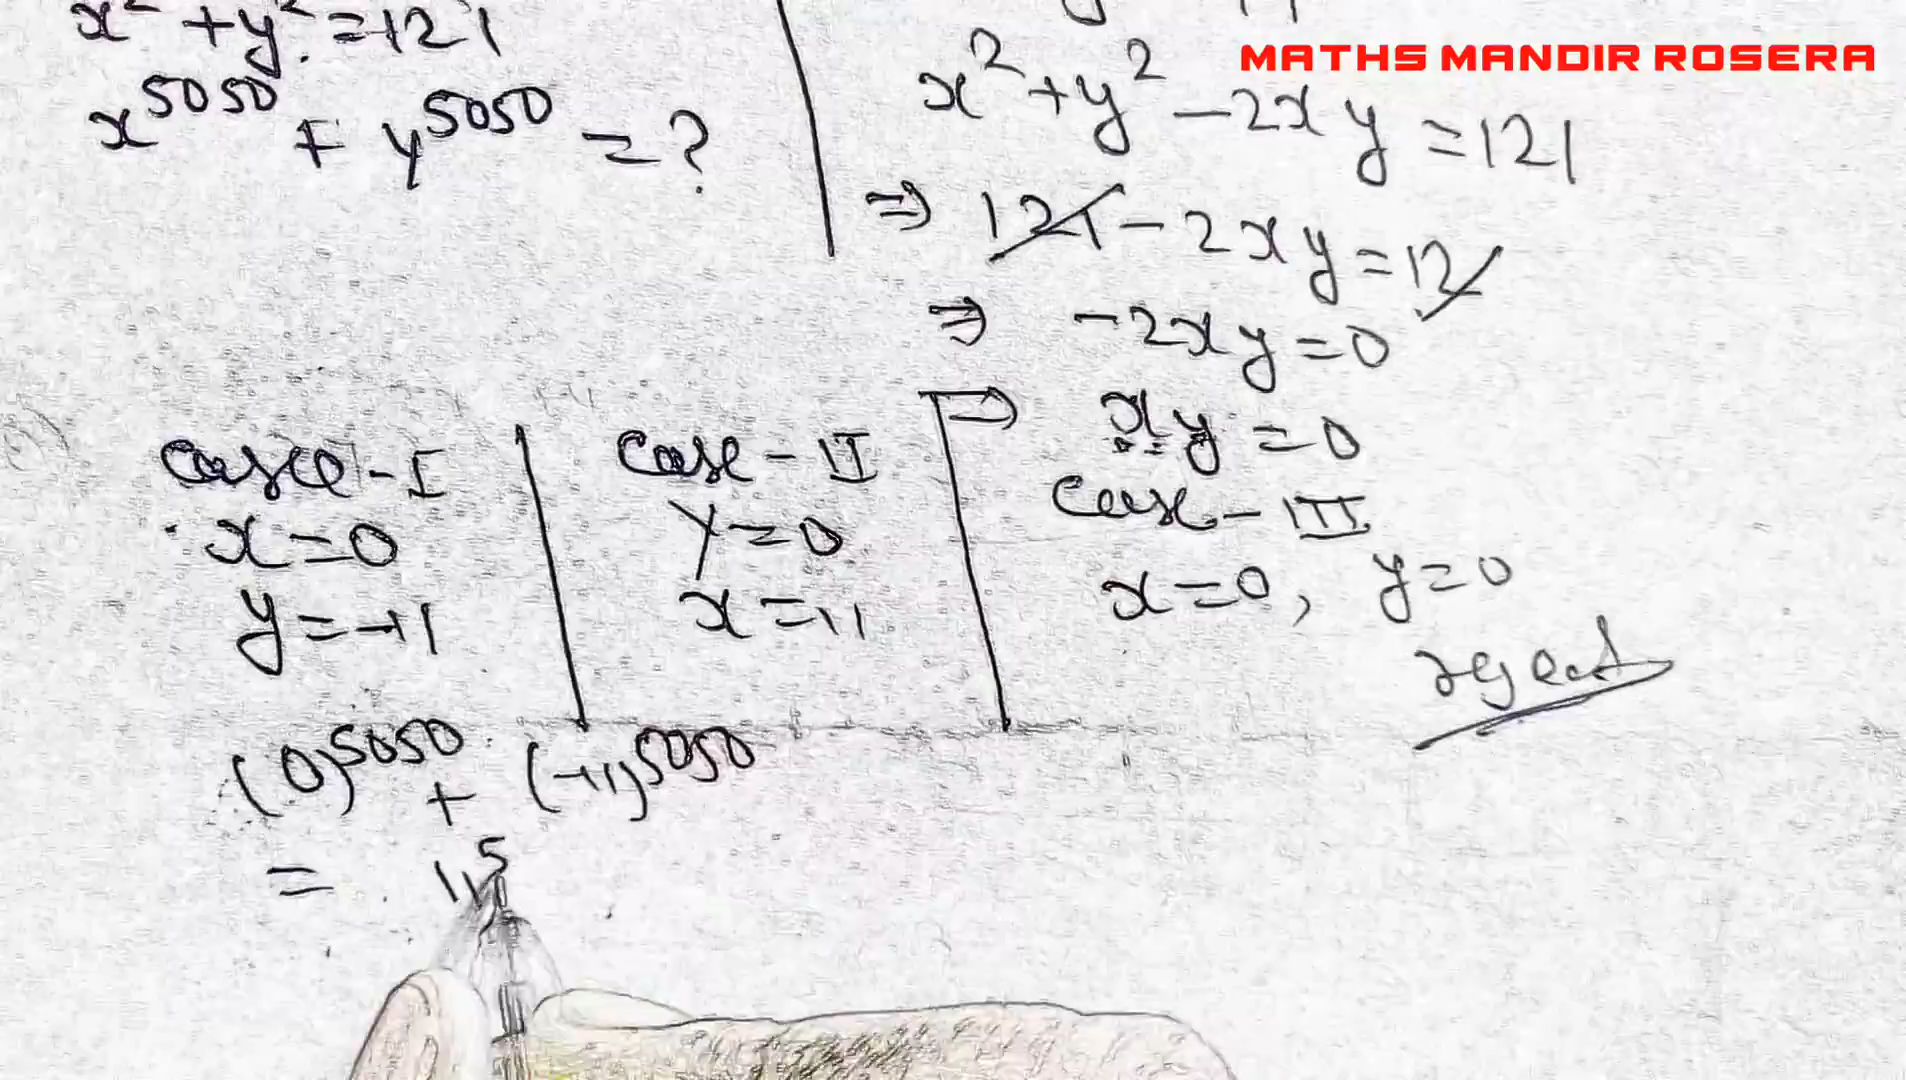 x² + y² = 121
x⁵⁰⁵⁰ + y⁵⁰⁵⁰ = ?
MATHS MANDIR ROSERA
x² + y² - 2xy = 121
⇒ 121 - 2xy = 12
⇒ -2xy = 0
⇒ xy = 0
case - I
x = 0
y = -11
case - II
y = 0
x = 11
case - III
x = 0, y = 0
reject
(0)⁵⁰⁵⁰ + (-11)⁵⁰⁵⁰
= 11⁵